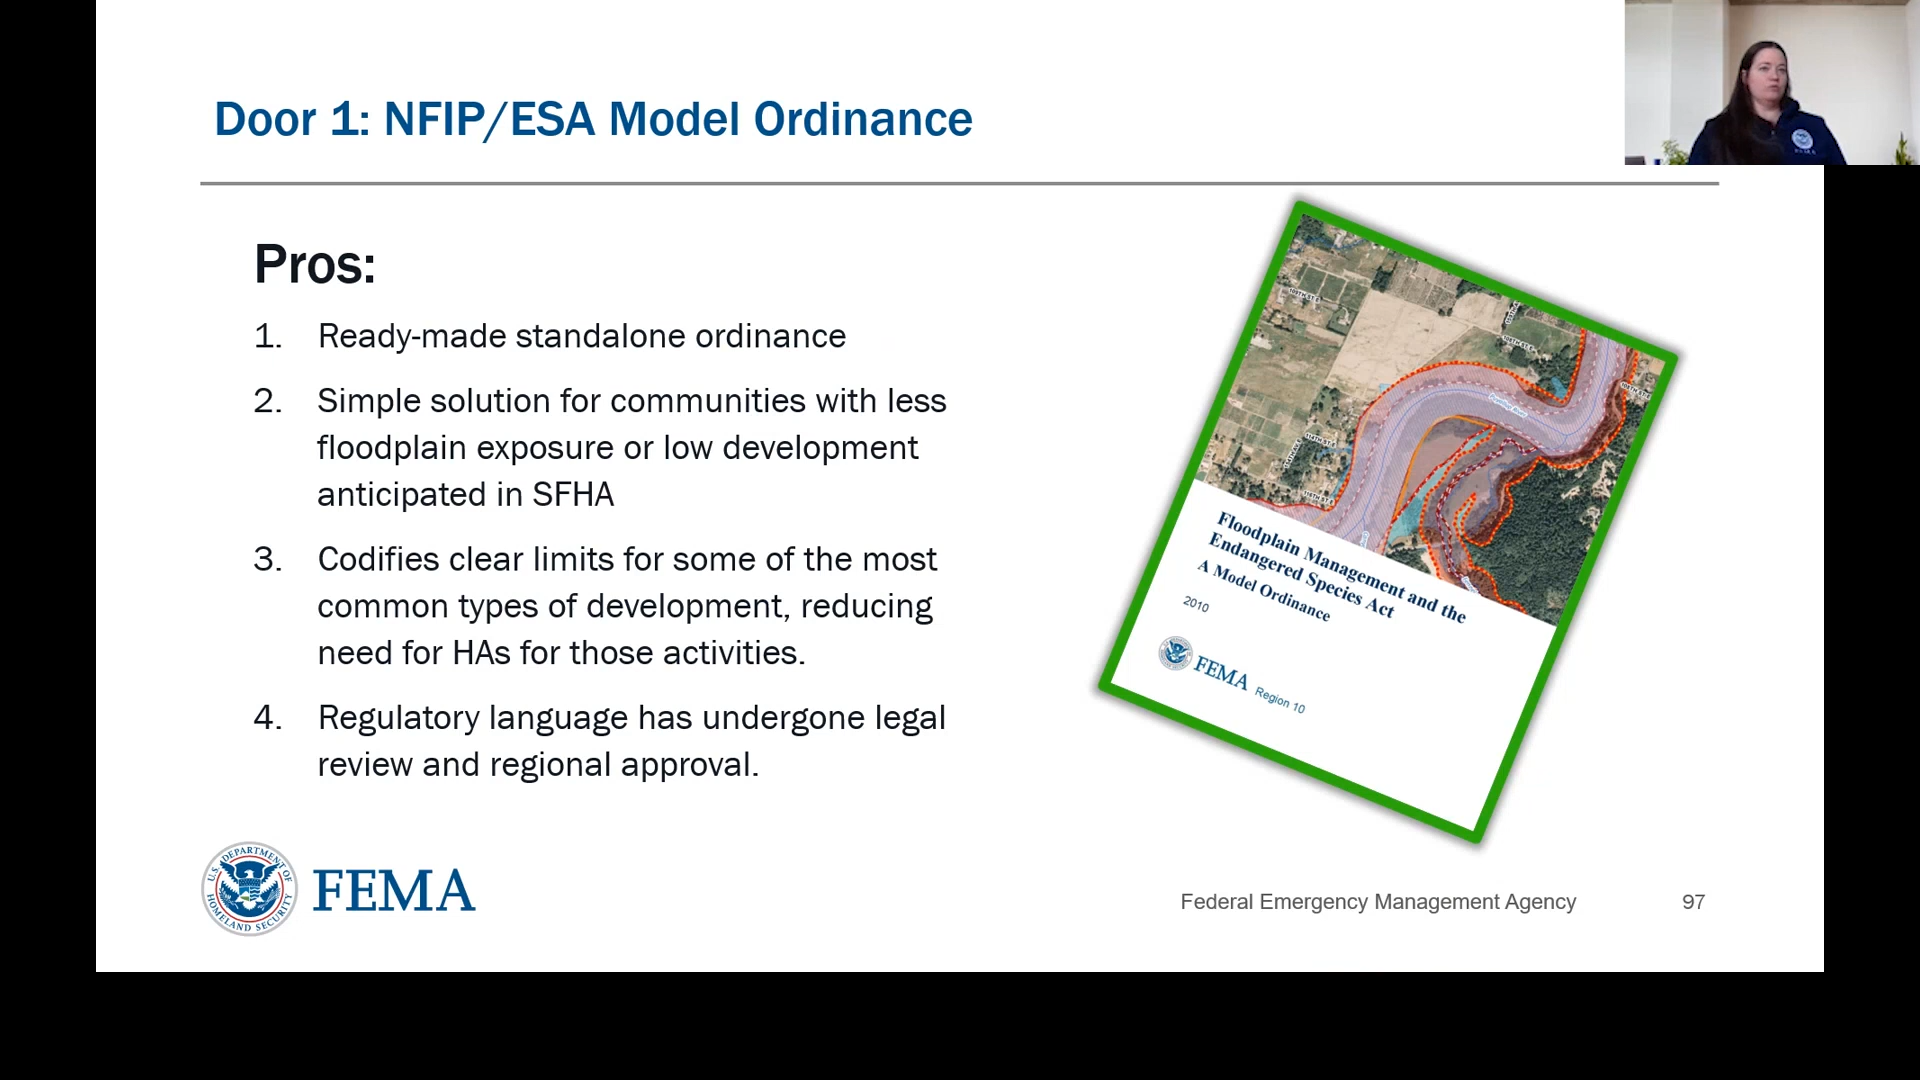 Door 1: NFIP/ESA Model Ordinance
Pros:
1. Ready-made standalone ordinance
2. Simple solution for communities with less
floodplain exposure or low development
anticipated in SFHA
3. Codifies clear limits for some of the most
common types of development, reducing
need for HAs for those activities.
4. Regulatory language has undergone legal
review and regional approval.
Floodplain Management and the
Endangered Species Act
A Model Ordinance
2010
FEMA Region 10
U.S. DEPARTMENT OF
HOMELAND SECURITY
FEMA
Federal Emergency Management Agency
97